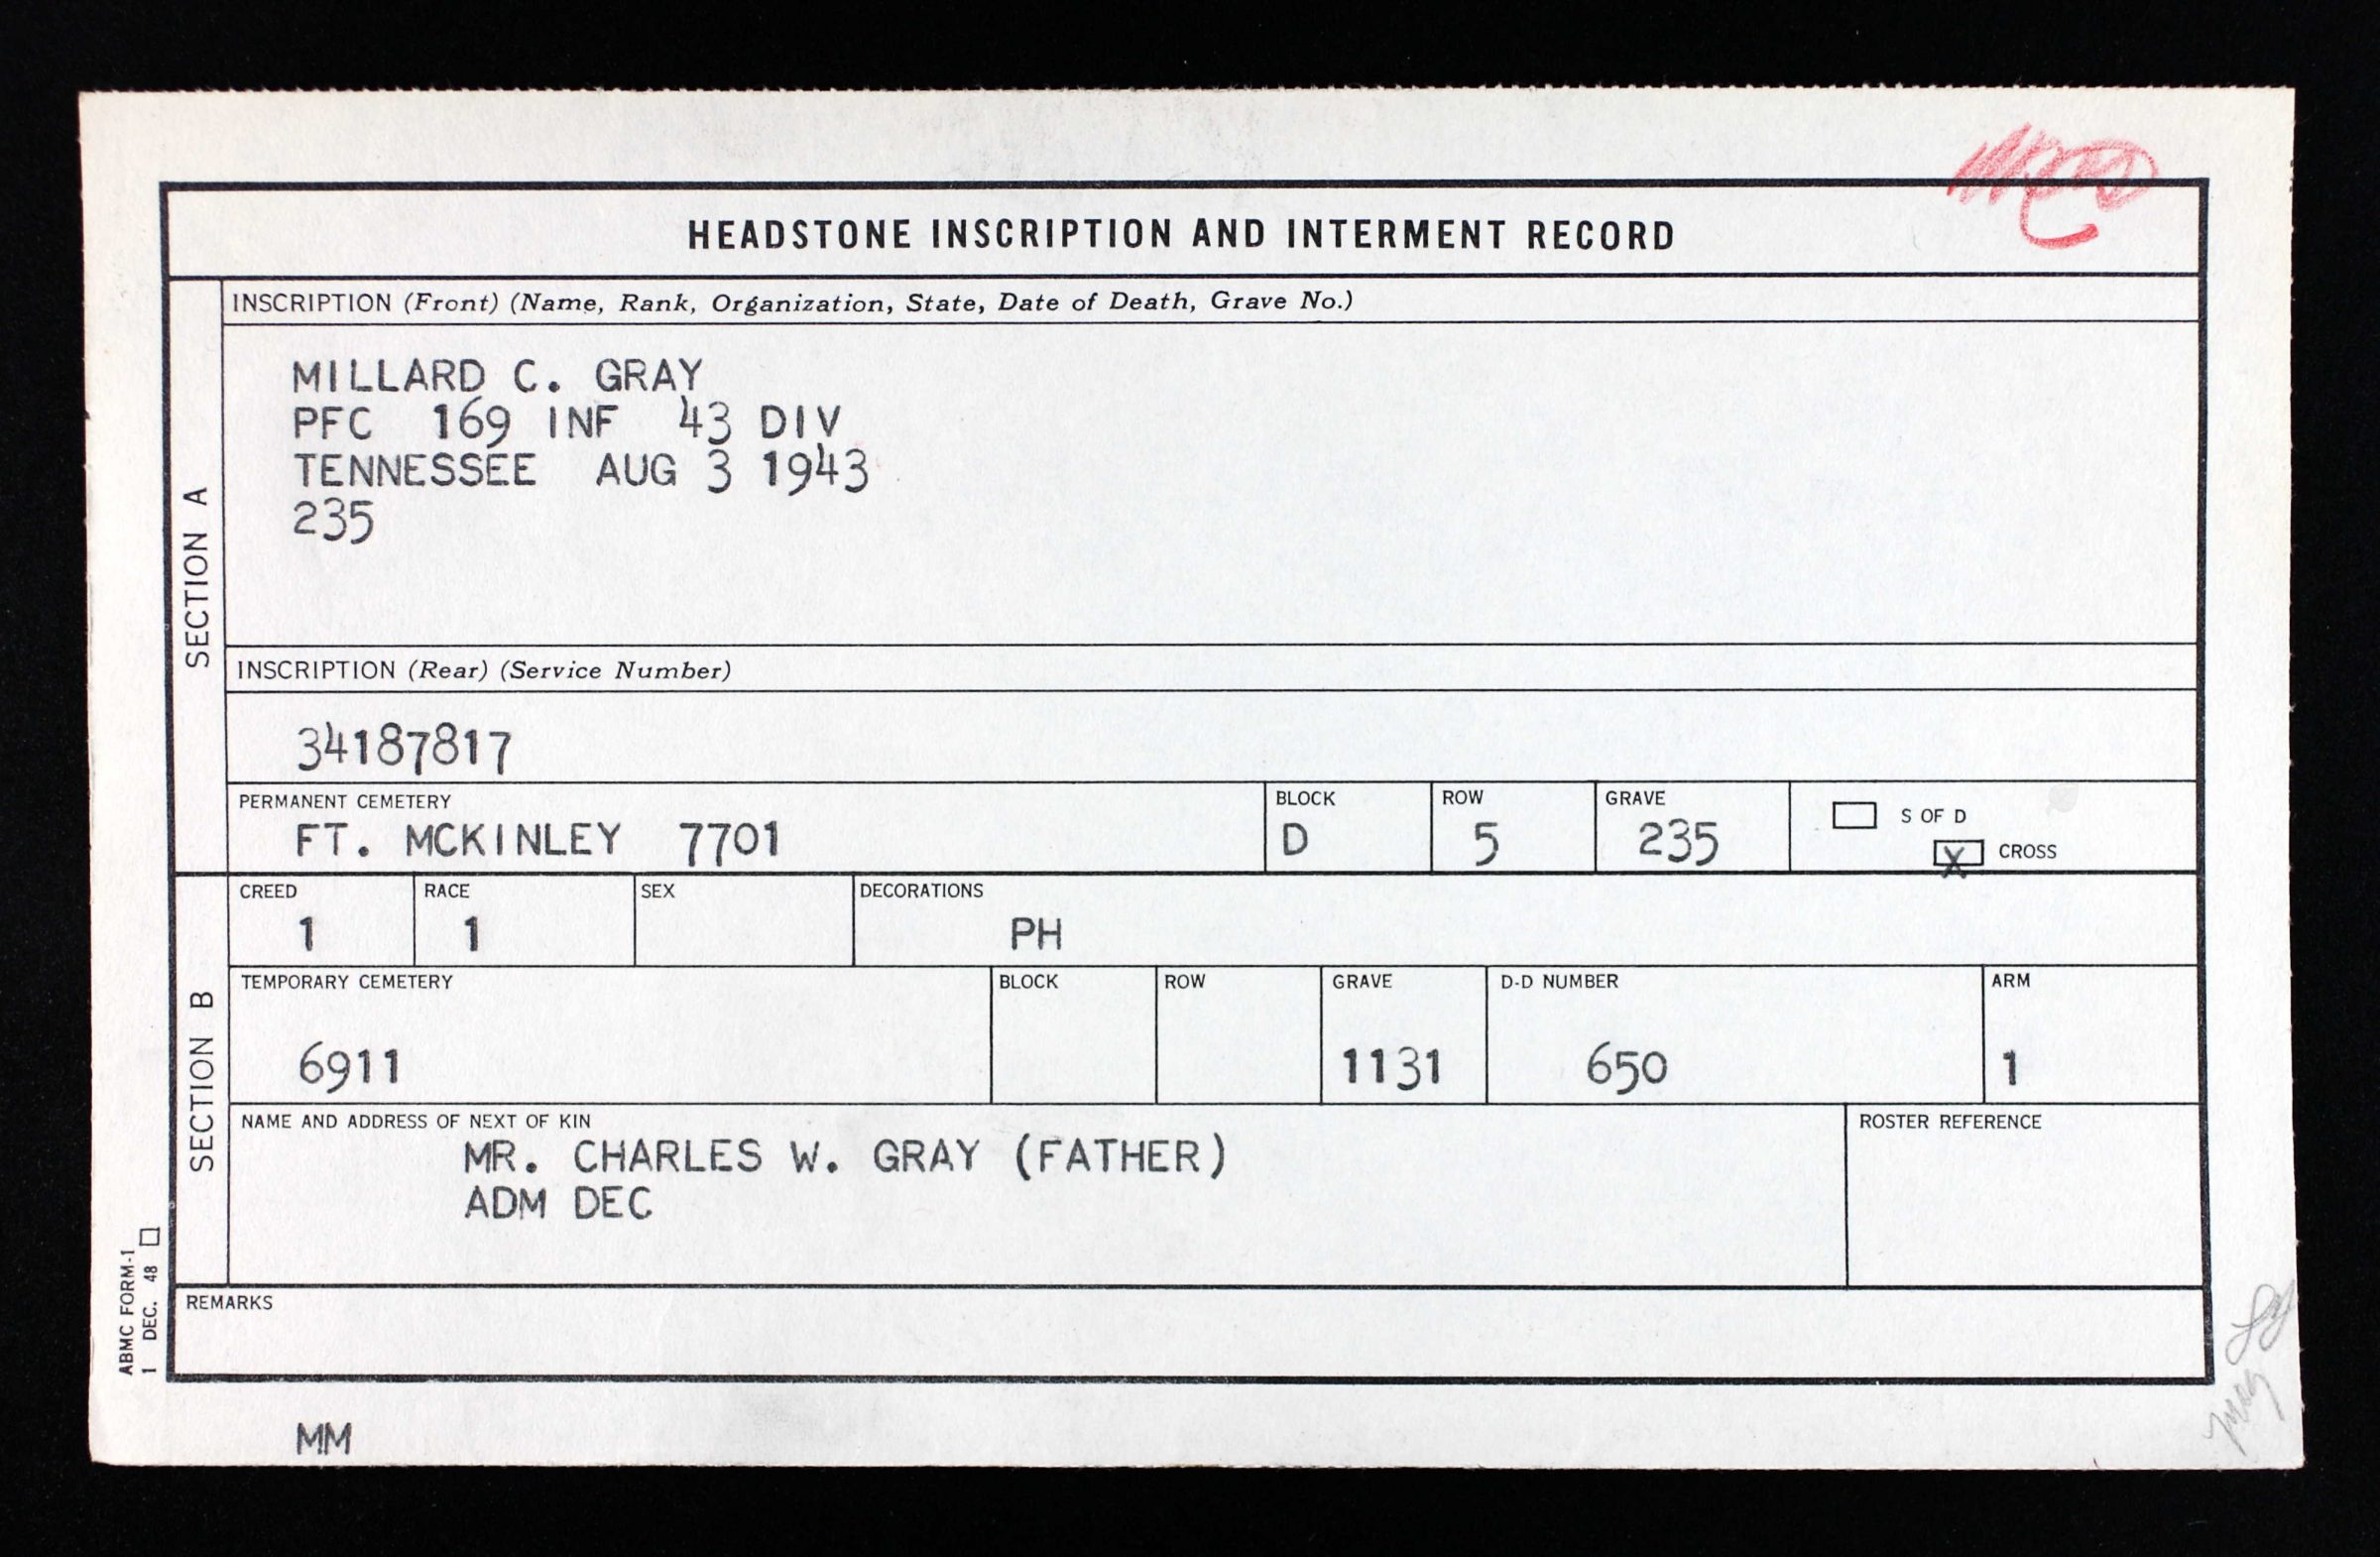 HEADSTONE INSCRIPTION AND INTERMENT RECORD
SECTION A
INSCRIPTION (Front) (Name, Rank, Organization, State, Date of Death, Grave No.)
MILLARD C. GRAY
PFC 169 INF 43 DIV
TENNESSEE AUG 3 1943
235
INSCRIPTION (Rear) (Service Number)
34187817
PERMANENT CEMETERY BLOCK ROW GRAVE S OF D
FT. MCKINLEY 7701 D 5 235 X CROSS
SECTION B
CREED RACE SEX DECORATIONS
1 1 PH
TEMPORARY CEMETERY BLOCK ROW GRAVE D-D NUMBER ARM
6911 1131 650 1
NAME AND ADDRESS OF NEXT OF KIN ROSTER REFERENCE
MR. CHARLES W. GRAY (FATHER)
ADM DEC
REMARKS
ABMC FORM-1
1 DEC. 48
MM